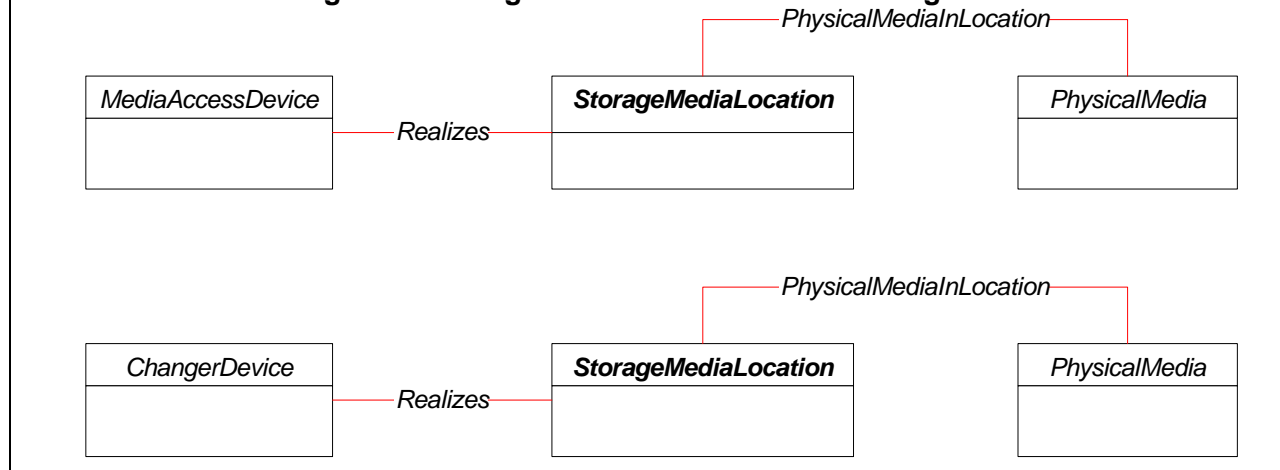 PhysicalMediaInLocation
MediaAccessDevice
StorageMediaLocation
PhysicalMedia
Realizes
PhysicalMediaInLocation
ChangerDevice
StorageMediaLocation
PhysicalMedia
Realizes